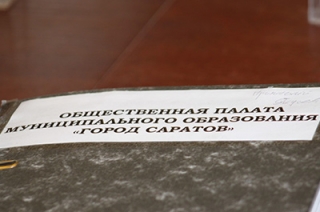 ОБЩЕСТВЕННАЯ ПАЛАТА
МУНИЦИПАЛЬНОГО ОБРАЗОВАНИЯ
«ГОРОД САРАТОВ»